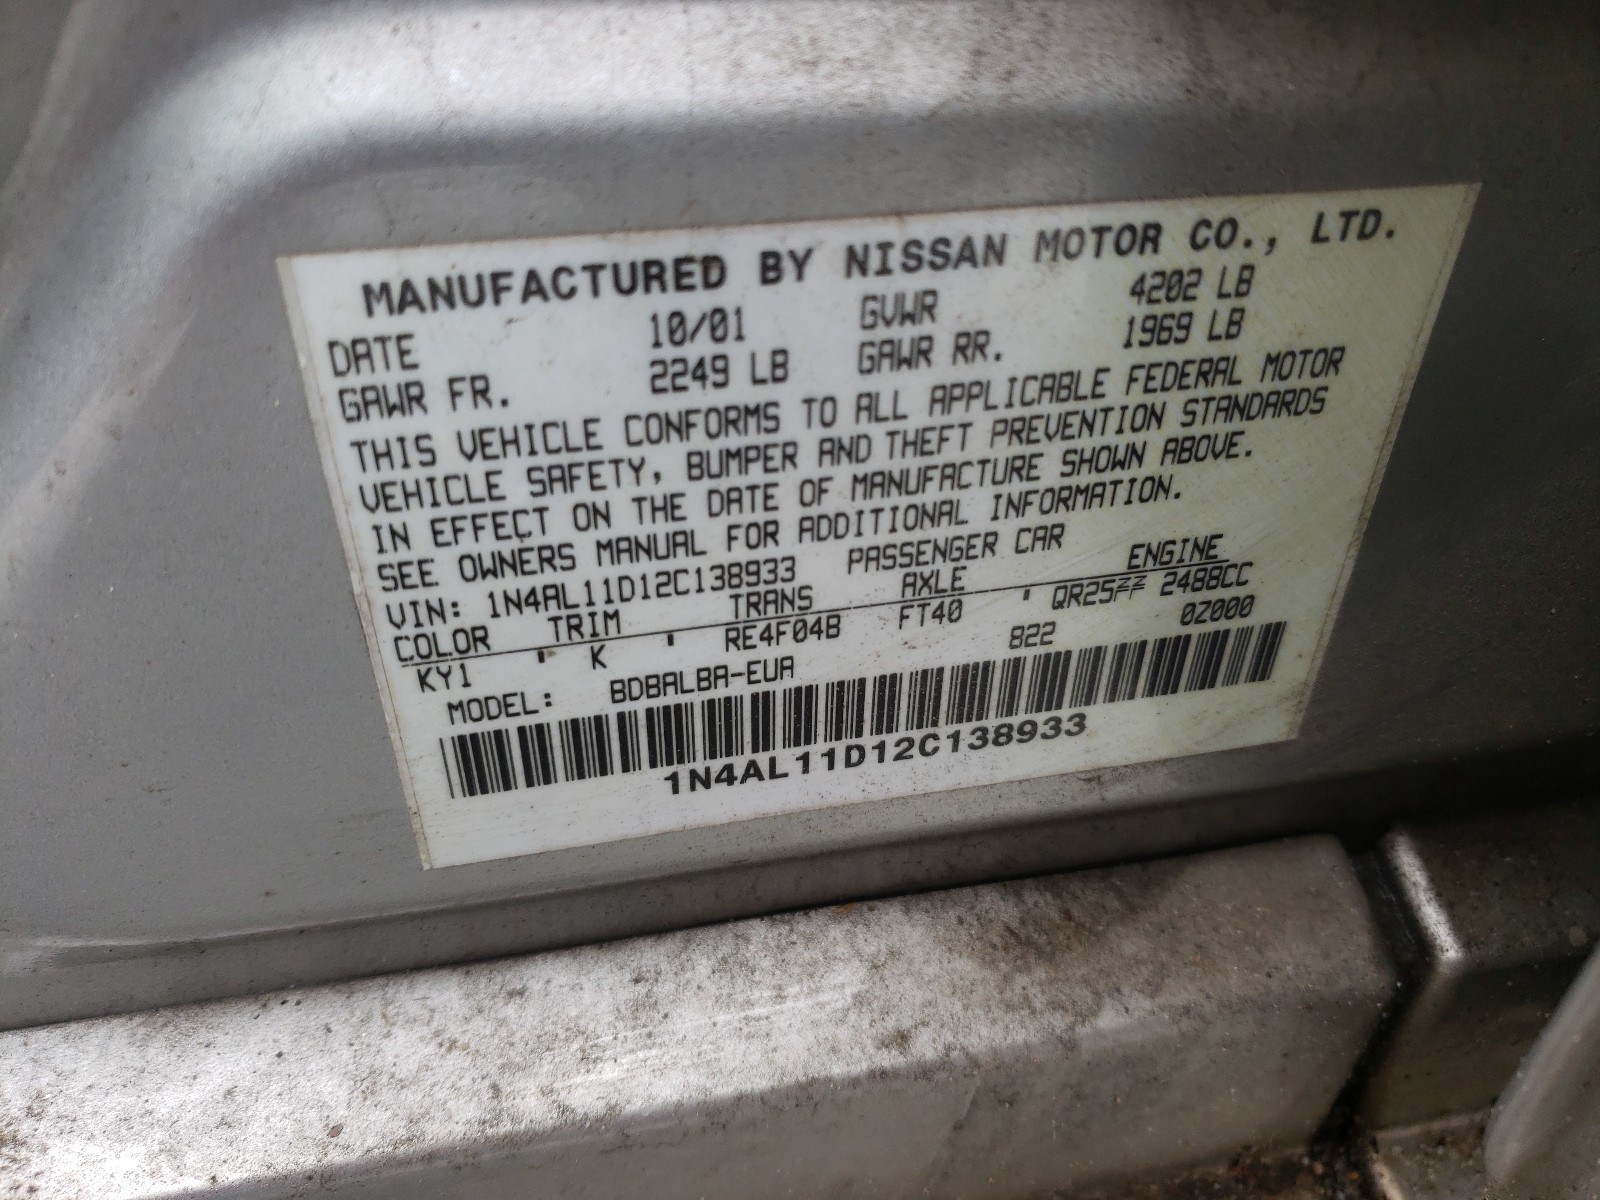 MANUFACTURED BY NISSAN MOTOR CO., LTD.
DATE 10/01 GVWR 4202 LB
GAWR FR. 2249 LB GAWR RR. 1969 LB
THIS VEHICLE CONFORMS TO ALL APPLICABLE FEDERAL MOTOR
VEHICLE SAFETY, BUMPER AND THEFT PREVENTION STANDARDS
IN EFFECT ON THE DATE OF MANUFACTURE SHOWN ABOVE.
SEE OWNERS MANUAL FOR ADDITIONAL INFORMATION.
VIN: 1N4AL11D12C138933 PASSENGER CAR
COLOR TRIM TRANS AXLE ENGINE
KY1 K RE4F04B FT40 QR25 2488CC
MODEL: BDBALBA-EUA 822 0Z000
1N4AL11D12C138933